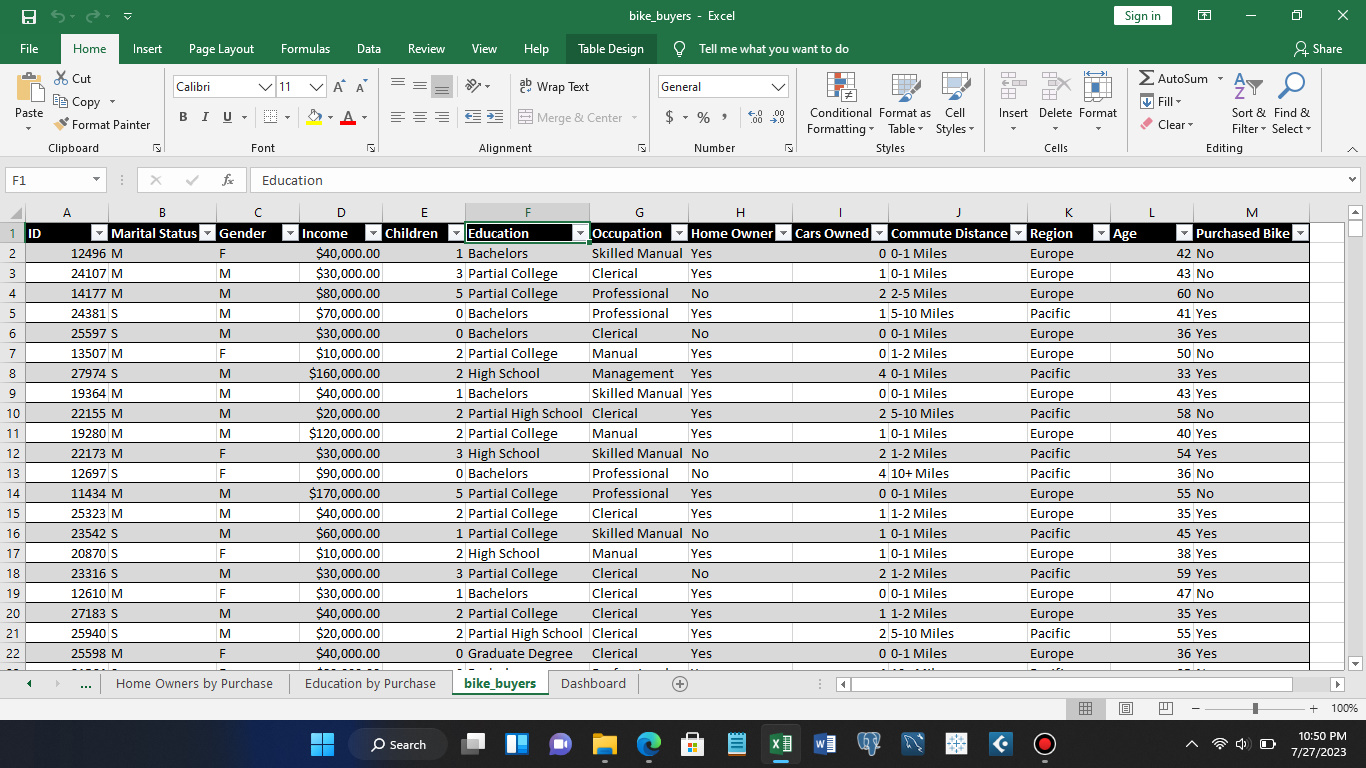 bike_buyers - Excel
Sign in
File Home Insert Page Layout Formulas Data Review View Help Table Design Tell me what you want to do Share
Cut
Copy
Format Painter
Paste
Calibri 11 A A
B I U A
ab Wrap Text
Merge & Center
General
$ % ,
Conditional Formatting
Format as Table
Cell Styles
Insert Delete Format
AutoSum
Fill
Clear
Sort & Filter
Find & Select
Clipboard Font Alignment Number Styles Cells Editing
F1 fx Education
A B C D E F G H I J K L M
1 ID Marital Status Gender Income Children Education Occupation Home Owner Cars Owned Commute Distance Region Age Purchased Bike
2 12496 M F $40,000.00 1 Bachelors Skilled Manual Yes 0 0-1 Miles Europe 42 No
3 24107 M M $30,000.00 3 Partial College Clerical Yes 1 0-1 Miles Europe 43 No
4 14177 M M $80,000.00 5 Partial College Professional No 2 2-5 Miles Europe 60 No
5 24381 S M $70,000.00 0 Bachelors Professional Yes 1 5-10 Miles Pacific 41 Yes
6 25597 S M $30,000.00 0 Bachelors Clerical No 0 0-1 Miles Europe 36 Yes
7 13507 M F $10,000.00 2 Partial College Manual Yes 0 1-2 Miles Europe 50 No
8 27974 S M $160,000.00 2 High School Management Yes 4 0-1 Miles Pacific 33 Yes
9 19364 M M $40,000.00 1 Bachelors Skilled Manual Yes 0 0-1 Miles Europe 43 Yes
10 22155 M M $20,000.00 2 Partial High School Clerical Yes 2 5-10 Miles Pacific 58 No
11 19280 M M $120,000.00 2 Partial College Manual Yes 1 0-1 Miles Europe 40 Yes
12 22173 M F $30,000.00 3 High School Skilled Manual No 2 1-2 Miles Pacific 54 Yes
13 12697 S F $90,000.00 0 Bachelors Professional No 4 10+ Miles Pacific 36 No
14 11434 M M $170,000.00 5 Partial College Professional Yes 0 0-1 Miles Europe 55 No
15 25323 M M $40,000.00 2 Partial College Clerical Yes 1 1-2 Miles Europe 35 Yes
16 23542 S M $60,000.00 1 Partial College Skilled Manual No 1 0-1 Miles Pacific 45 Yes
17 20870 S F $10,000.00 2 High School Manual Yes 1 0-1 Miles Europe 38 Yes
18 23316 S M $30,000.00 3 Partial College Clerical No 2 1-2 Miles Pacific 59 Yes
19 12610 M F $30,000.00 1 Bachelors Clerical Yes 0 0-1 Miles Europe 47 No
20 27183 S M $40,000.00 2 Partial College Clerical Yes 1 1-2 Miles Europe 35 Yes
21 25940 S M $20,000.00 2 Partial High School Clerical Yes 2 5-10 Miles Pacific 55 Yes
22 25598 M F $40,000.00 0 Graduate Degree Clerical Yes 0 0-1 Miles Europe 36 Yes
... Home Owners by Purchase Education by Purchase bike_buyers Dashboard
100%
Search
10:50 PM
7/27/2023